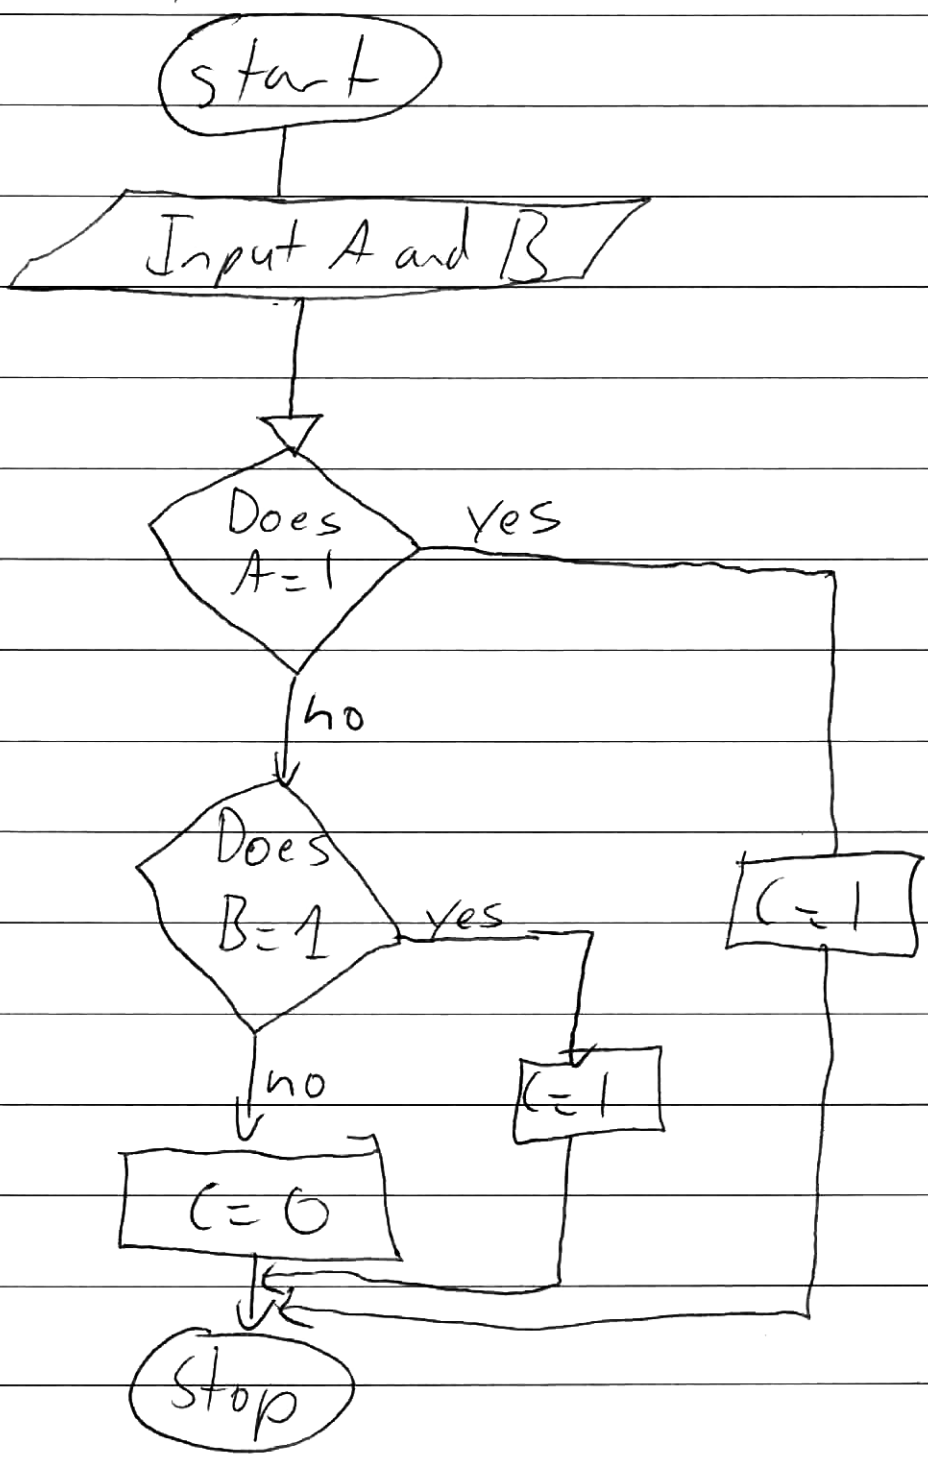 start
Input A and B
Does
A=1
yes
no
Does
B=1
yes
C=1
no
C=1
C=0
Stop